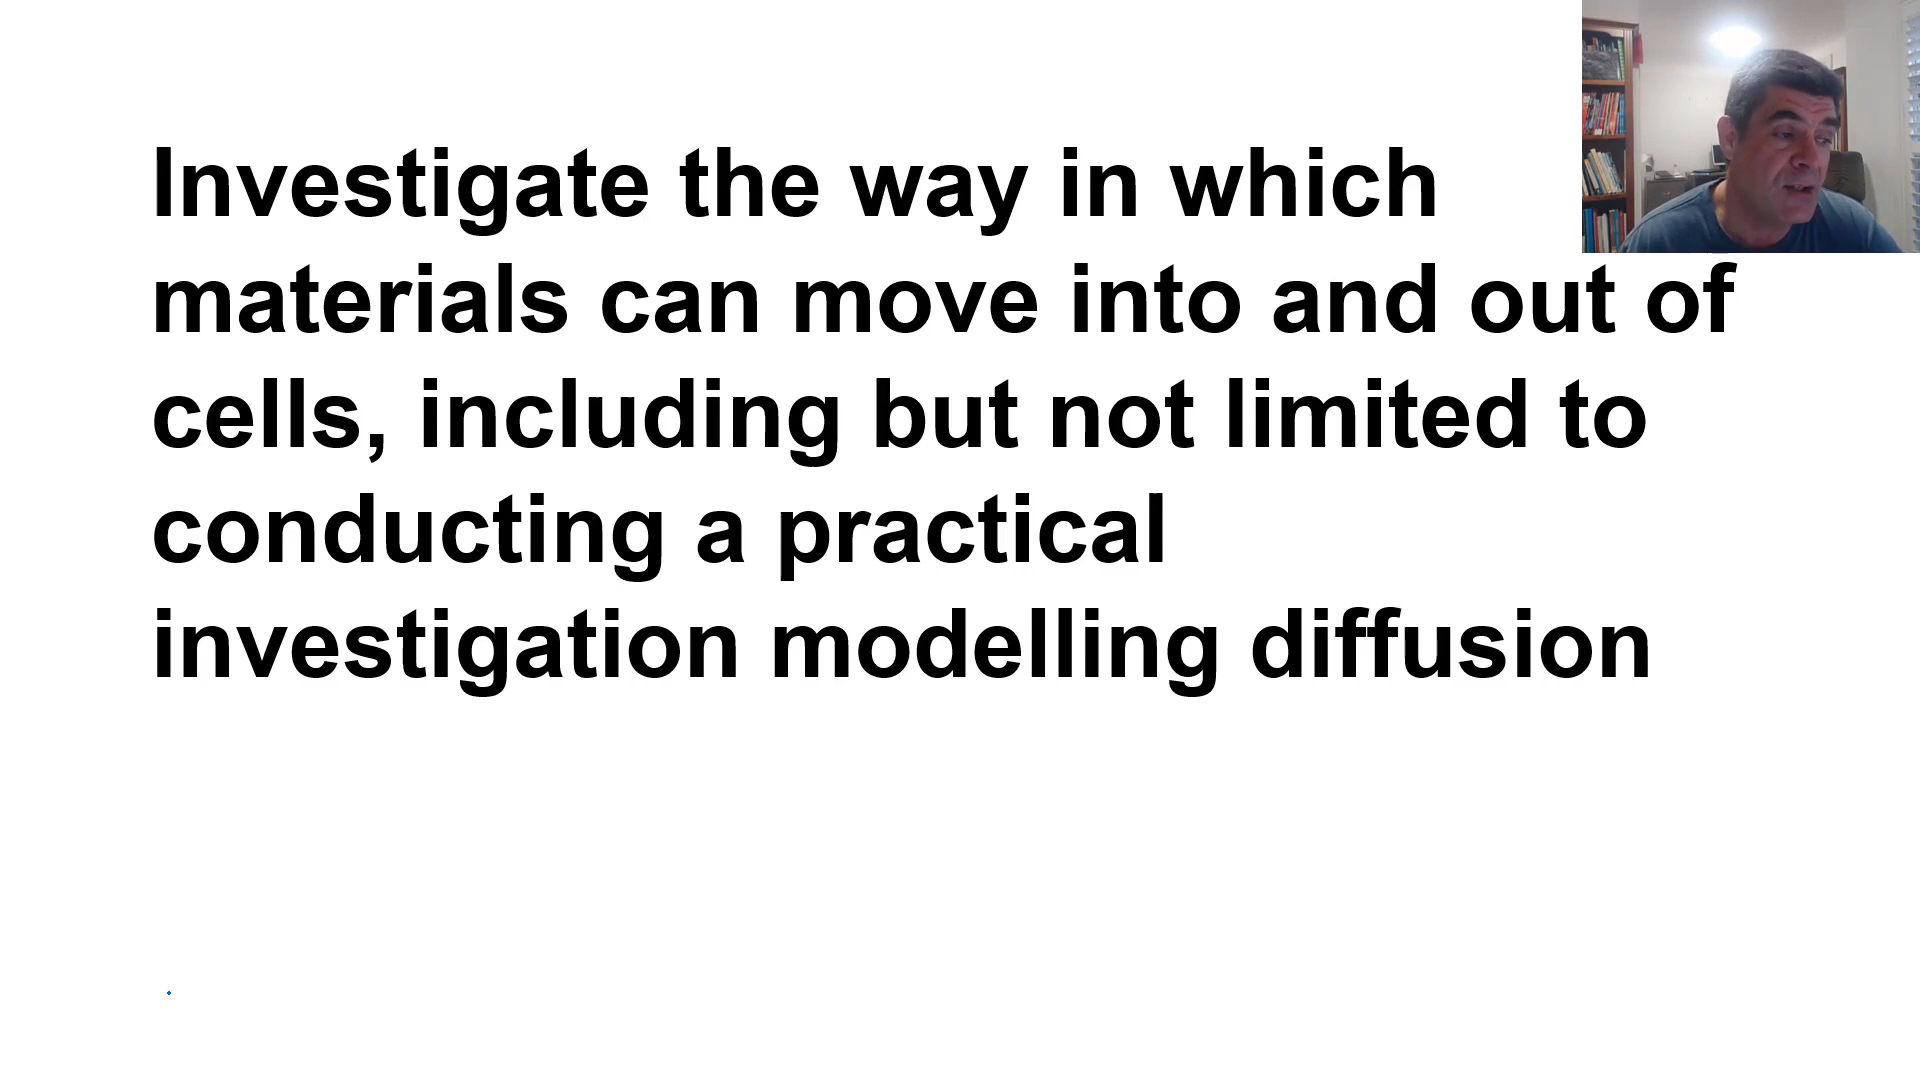 Investigate the way in which
materials can move into and out of
cells, including but not limited to
conducting a practical
investigation modelling diffusion